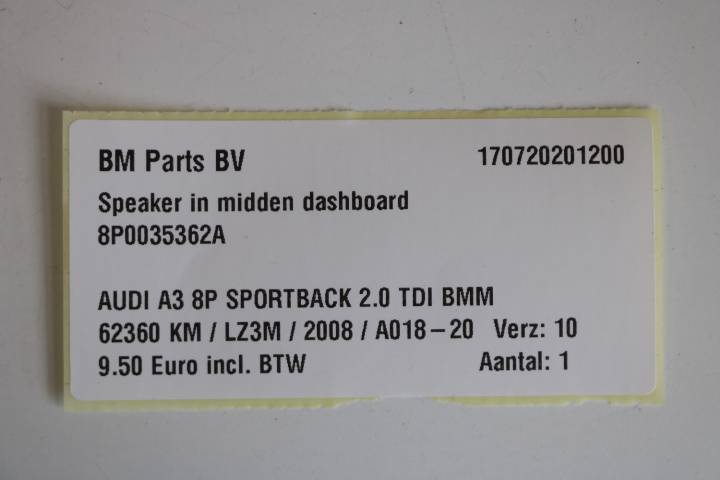 BM Parts BV 170720201200
Speaker in midden dashboard
8P0035362A
AUDI A3 8P SPORTBACK 2.0 TDI BMM
62360 KM / LZ3M / 2008 / A018-20 Verz: 10
9.50 Euro incl. BTW Aantal: 1